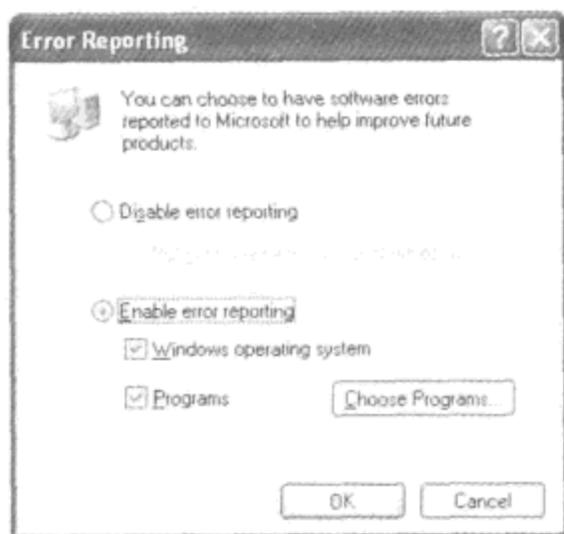 Error Reporting
You can choose to have software errors
reported to Microsoft to help improve future
products.
Disable error reporting
Enable error reporting
Windows operating system
Programs
Choose Programs...
OK
Cancel